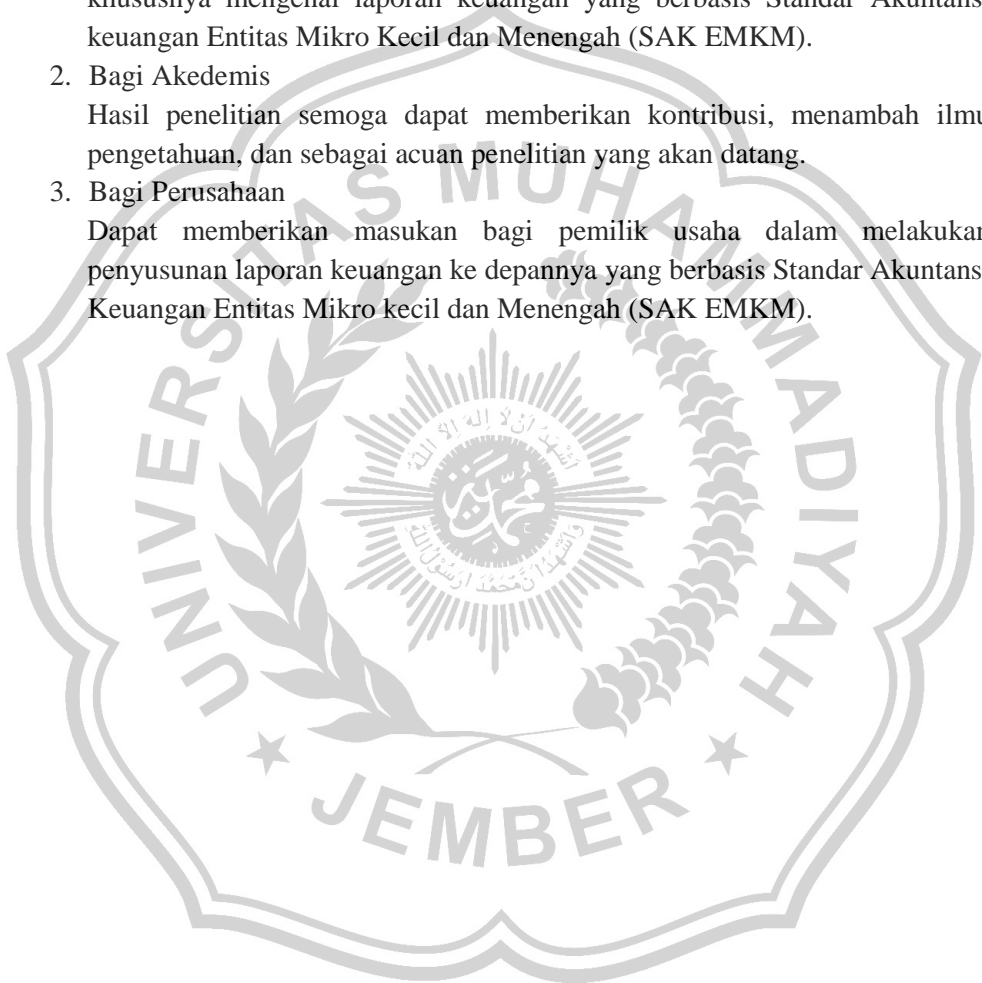 khususnya mengenai laporan keuangan yang berbasis Standar Akuntans
keuangan Entitas Mikro Kecil dan Menengah (SAK EMKM).
2. Bagi Akedemis
Hasil penelitian semoga dapat memberikan kontribusi, menambah ilmu
pengetahuan, dan sebagai acuan penelitian yang akan datang.
3. Bagi Perusahaan
Dapat memberikan masukan bagi pemilik usaha dalam melakukan
penyusunan laporan keuangan ke depannya yang berbasis Standar Akuntans
Keuangan Entitas Mikro kecil dan Menengah (SAK EMKM).
UNIVERSITAS MUHAMMADIYAH
JEMBER